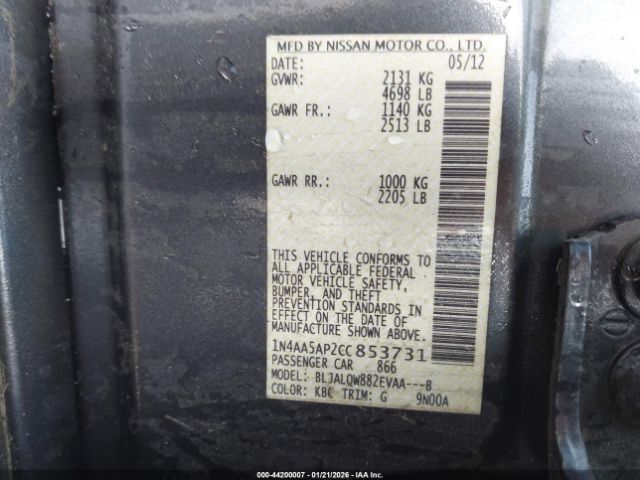 MFD BY NISSAN MOTOR CO., LTD.
DATE: 05/12
GVWR: 2131 KG
4698 LB
GAWR FR.: 1140 KG
2513 LB
GAWR RR.: 1000 KG
2205 LB
THIS VEHICLE CONFORMS TO
ALL APPLICABLE FEDERAL
MOTOR VEHICLE SAFETY,
BUMPER, AND THEFT
PREVENTION STANDARDS IN
EFFECT ON THE DATE OF
MANUFACTURE SHOWN ABOVE.
1N4AA5AP2CC853731
PASSENGER CAR 866
MODEL: BLJALQW882EVAA---B
COLOR: KBC TRIM: G 9N00A
000-44200007 - 01/21/2026 - COPYRIGHT IAA, LLC.